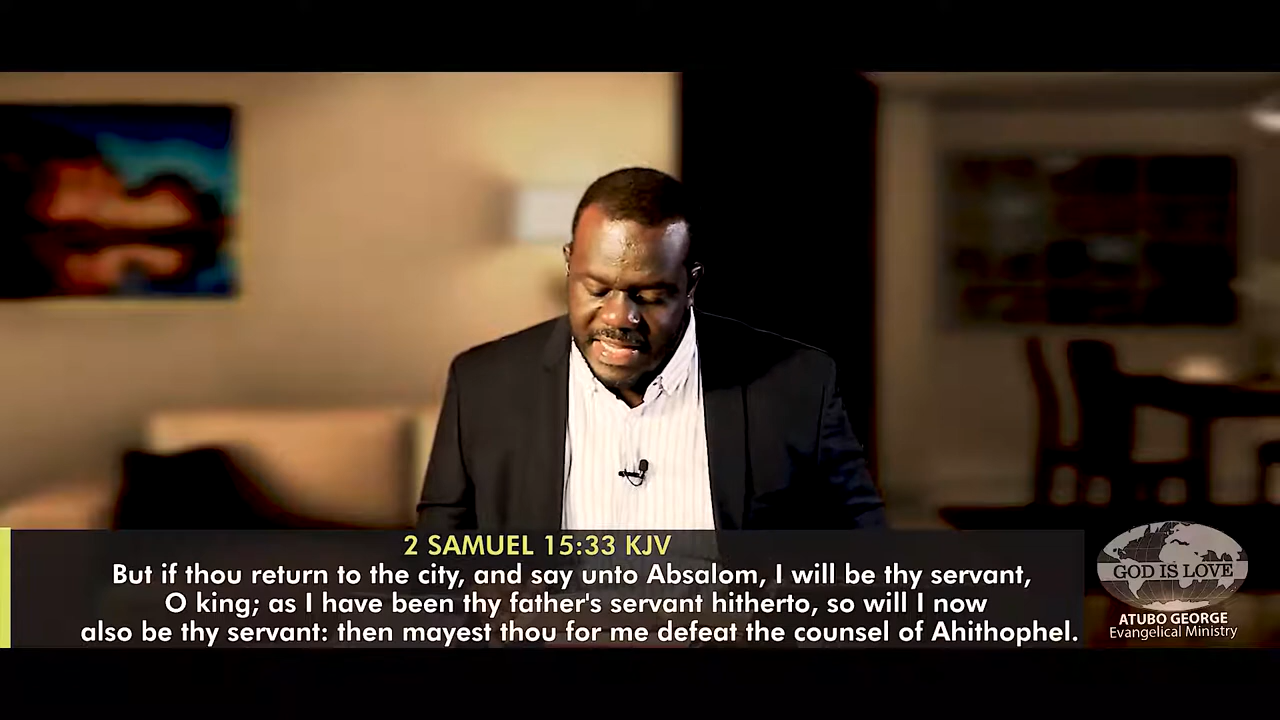 2 SAMUEL 15:33 KJV
But if thou return to the city, and say unto Absalom, I will be thy servant,
O king; as I have been thy father's servant hitherto, so will I now
also be thy servant: then mayest thou for me defeat the counsel of Ahithophel.
GOD IS LOVE
ATUBO GEORGE
Evangelical Ministry